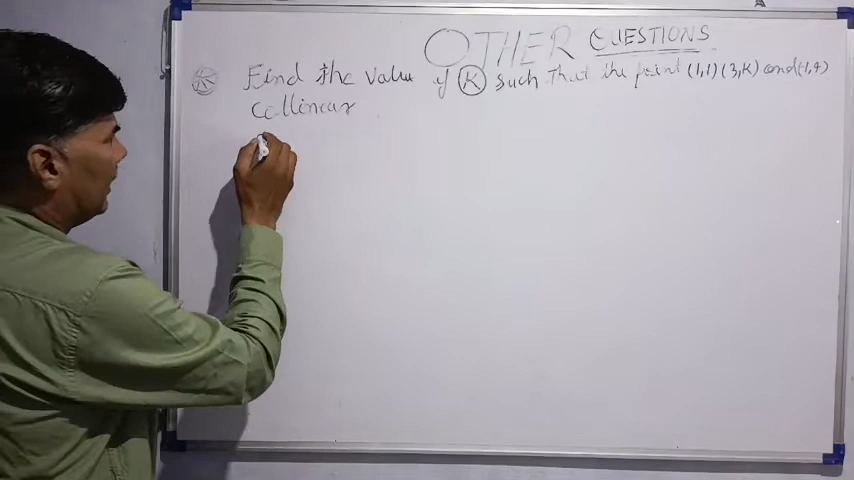 OTHER QUESTIONS
K Find the value of K such that the point (1,1) (3,K) and (-1,4)
collinear